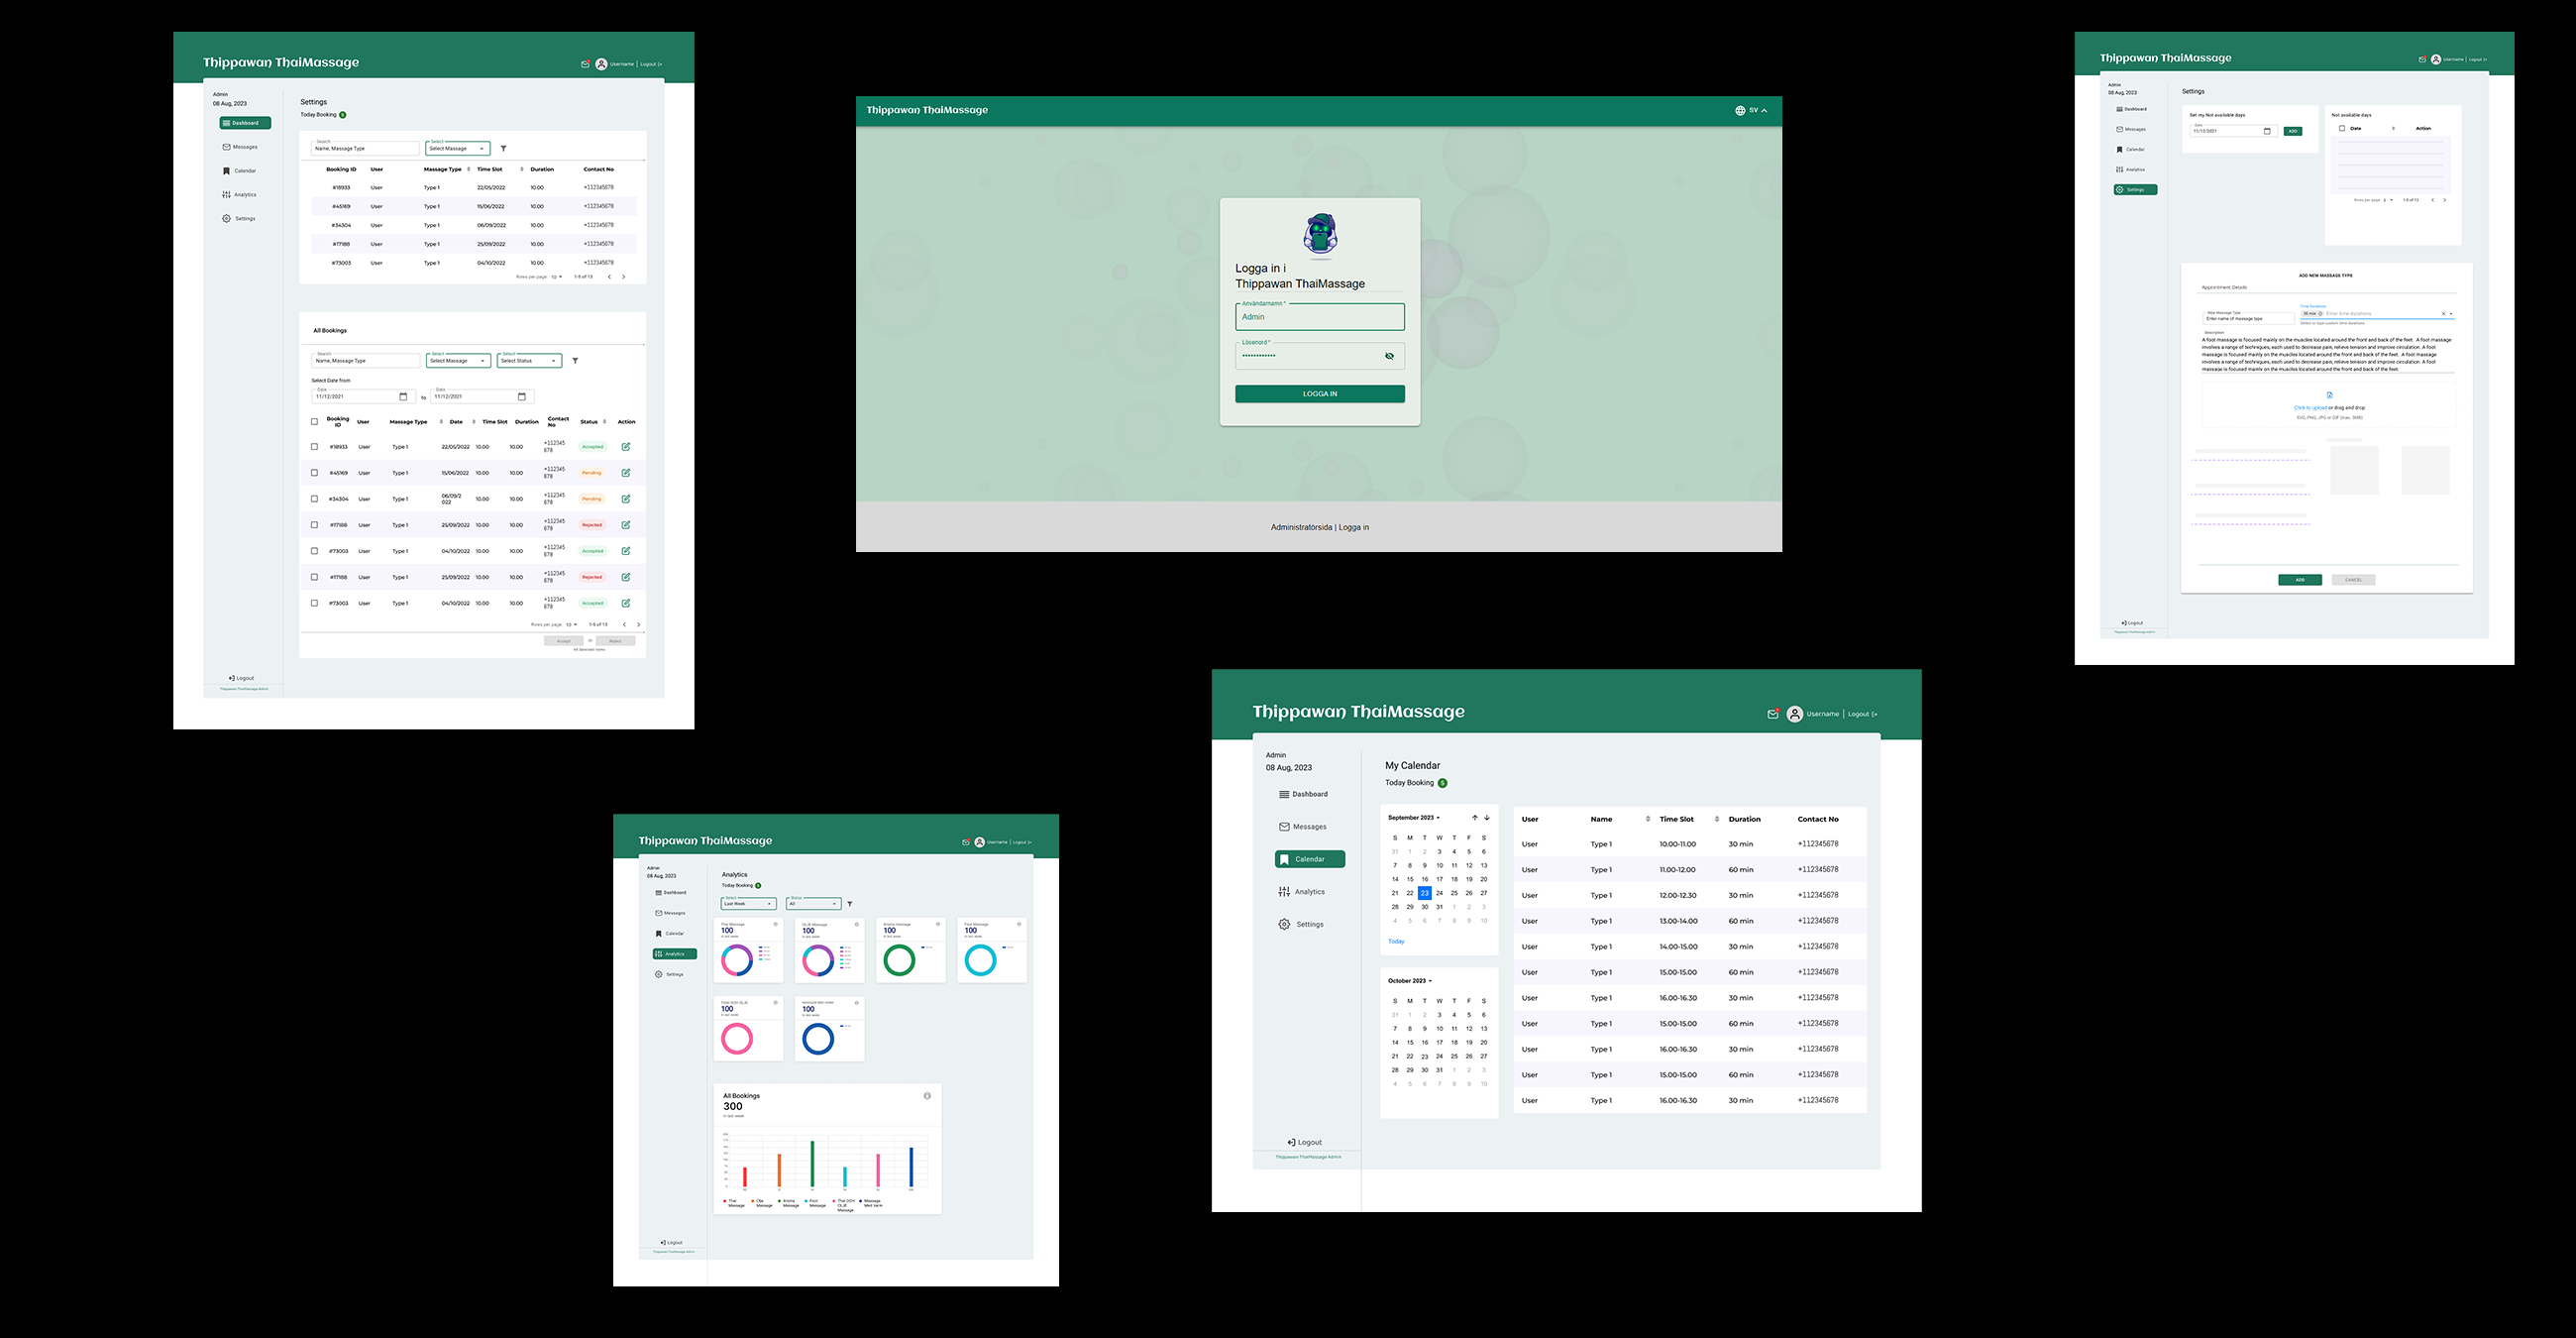 Thippawan ThaiMassage
Username | Logout
Admin
08 Aug, 2023
Dashboard
Messages
Calendar
Analytics
Settings
Logout
Thippawan ThaiMassage Admin
Settings
Today Booking 5
Search
Name, Massage Type
Select
Select Massage
Booking ID User Massage Type Time Slot Duration Contact No
#18933 User Type 1 22/05/2022 10.00 +112345678
#45169 User Type 1 15/06/2022 10.00 +112345678
#34304 User Type 1 06/09/2022 10.00 +112345678
#17188 User Type 1 25/09/2022 10.00 +112345678
#73003 User Type 1 04/10/2022 10.00 +112345678
Rows per page 10 1-5 of 13
All Bookings
Search
Name, Massage Type
Select
Select Massage
Select
Select Status
Select Date from
Date
11/12/2021
to
Date
11/12/2021
Booking ID User Massage Type Date Time Slot Duration Contact No Status Action
#18933 User Type 1 22/05/2022 10.00 10.00 +112345678 Accepted
#45169 User Type 1 15/06/2022 10.00 10.00 +112345678 Pending
#34304 User Type 1 06/09/2022 10.00 10.00 +112345678 Pending
#17188 User Type 1 25/09/2022 10.00 10.00 +112345678 Rejected
#73003 User Type 1 04/10/2022 10.00 10.00 +112345678 Accepted
#17188 User Type 1 25/09/2022 10.00 10.00 +112345678 Rejected
#73003 User Type 1 04/10/2022 10.00 10.00 +112345678 Accepted
Rows per page 10 1-5 of 13
Accept Or Reject
All Selected Items
Thippawan ThaiMassage
SV
Logga in i
Thippawan ThaiMassage
Användarnamn *
Admin
Lösenord *
LOGGA IN
Administratörsida | Logga in
Thippawan ThaiMassage
Username | Logout
Admin
08 Aug, 2023
Dashboard
Messages
Calendar
Analytics
Settings
Logout
Thippawan ThaiMassage Admin
Settings
Set my Not available days
Date
11/12/2021
ADD
Not available days
Date Action
Rows per page 5 1-5 of 13
ADD NEW MASSAGE TYPE
Appointment Details
New Massage Type
Enter name of massage type
Time Durations
30 min
Enter time durations
Select or type custom time durations
Description
A foot massage is focused mainly on the muscles located around the front and back of the feet. A foot massage
involves a range of techniques, each used to decrease pain, relieve tension and improve circulation. A foot
massage is focused mainly on the muscles located around the front and back of the feet. A foot massage
involves a range of techniques, each used to decrease pain, relieve tension and improve circulation. A foot
massage is focused mainly on the muscles located around the front and back of the feet.
Click to upload or drag and drop
SVG, PNG, JPG or GIF (max. 3MB)
ADD
CANCEL
Thippawan ThaiMassage
Username | Logout
Admin
08 Aug, 2023
Dashboard
Messages
Calendar
Analytics
Settings
Logout
Thippawan ThaiMassage Admin
Analytics
Today Booking 5
Select
Last Week
Status
All
Thai Massage
100
in last week
OLJE Massage
100
in last week
Aroma massage
100
in last week
Foot Massage
100
in last week
THAI OCH OLJE
100
in last week
100
in last week
All Bookings
300
in last week
Thai Massage
Olje Massage
Aroma Massage
Foot Massage
Thai OCH OLJE Massage
Massage Med Varm
Thippawan ThaiMassage
Username | Logout
Admin
08 Aug, 2023
Dashboard
Messages
Calendar
Analytics
Settings
Logout
Thippawan ThaiMassage Admin
My Calendar
Today Booking 5
September 2023
S M T W T F S
31 1 2 3 4 5 6
7 8 9 10 11 12 13
14 15 16 17 18 19 20
21 22 23 24 25 26 27
28 29 30 31 1 2 3
4 5 6 7 8 9 10
Today
October 2023
S M T W T F S
31 1 2 3 4 5 6
7 8 9 10 11 12 13
14 15 16 17 18 19 20
21 22 23 24 25 26 27
28 29 30 31 1 2 3
4 5 6 7 8 9 10
User Name Time Slot Duration Contact No
User Type 1 10.00-11.00 30 min +112345678
User Type 1 11.00-12.00 60 min +112345678
User Type 1 12.00-12.30 30 min +112345678
User Type 1 13.00-14.00 60 min +112345678
User Type 1 14.00-15.00 30 min +112345678
User Type 1 15.00-15.00 60 min +112345678
User Type 1 16.00-16.30 30 min +112345678
User Type 1 15.00-15.00 60 min +112345678
User Type 1 16.00-16.30 30 min +112345678
User Type 1 15.00-15.00 60 min +112345678
User Type 1 16.00-16.30 30 min +112345678